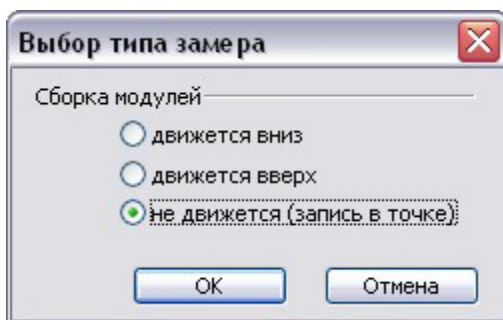 Выбор типа замера
Сборка модулей
движется вниз
движется вверх
не движется (запись в точке)
OK
Отмена